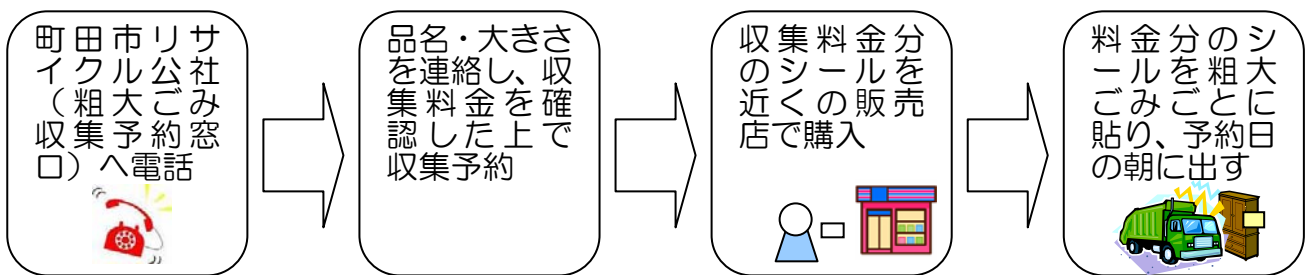 町田市リサ
イクル公社
（粗大ごみ
収集予約窓
口）へ電話
品名・大きさ
を連絡し、収
集料金を確
認した上で
収集予約
収集料金分
のシールを
近くの販売
店で購入
料金分のシ
ールを粗大
ごみごとに
貼り、予約日
の朝に出す